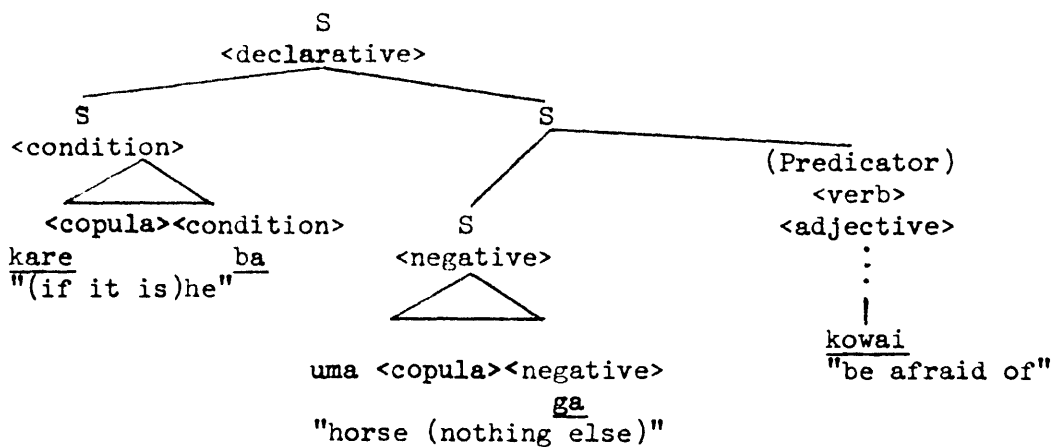 S
<declarative>
S S
<condition> (Predicator)
<verb>
<copula><condition> S <adjective>
kare ba <negative>
"(if it is)he"
kowai
uma <copula><negative> "be afraid of"
ga
"horse (nothing else)"